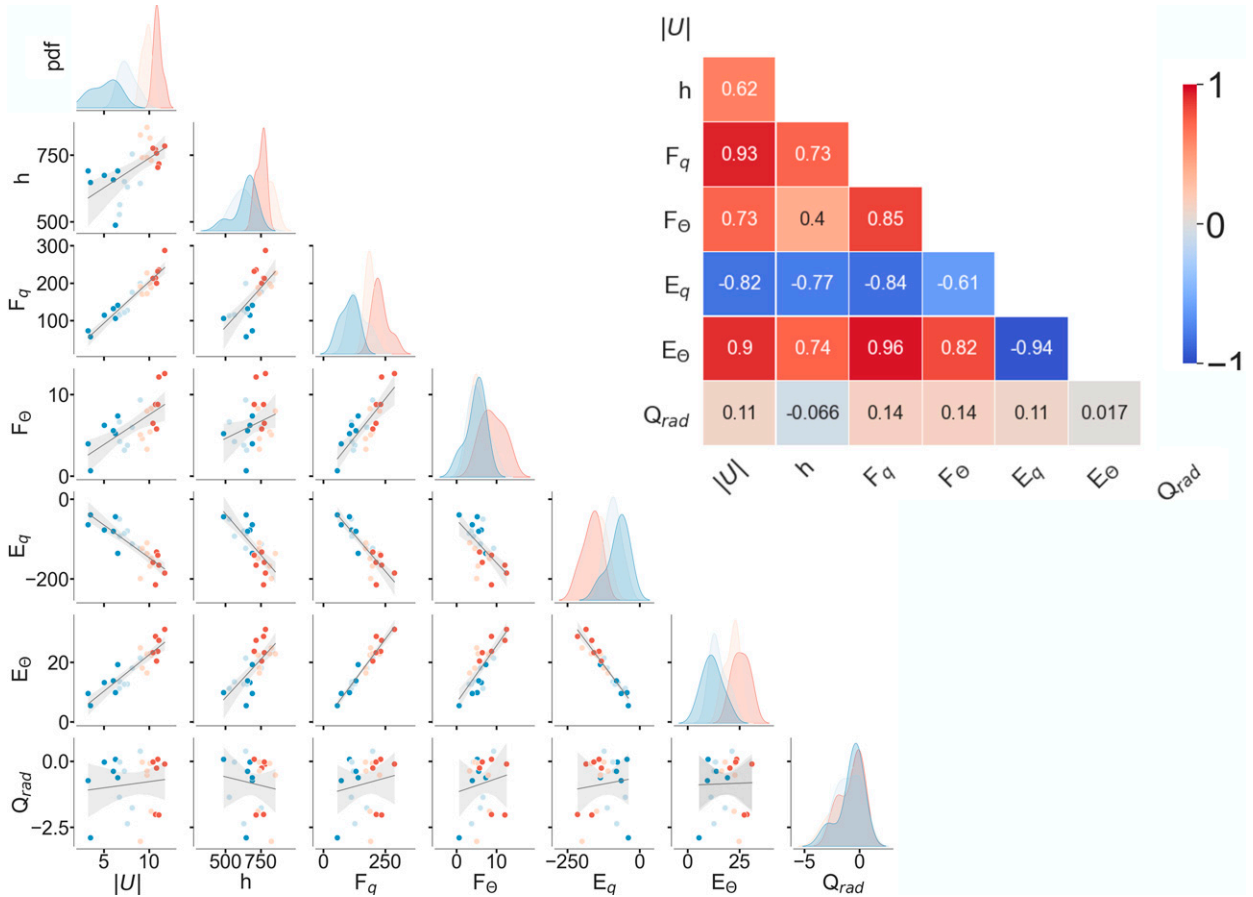 pdf
|U|
h
0.62
1
F_q
0.93 0.73
F_Θ
0.73 0.4 0.85
0
E_q
-0.82 -0.77 -0.84 -0.61
E_Θ
0.9 0.74 0.96 0.82 -0.94
−1
Q_rad
0.11 -0.066 0.14 0.14 0.11 0.017
|U| h F_q F_Θ E_q E_Θ Q_rad
h
750
500
F_q
300
200
100
F_Θ
10
0
E_q
0
−200
E_Θ
20
0
Q_rad
0.0
−2.5
5 10 500 750 0 250 0 10 −250 0 0 25 −5 0
|U| h F_q F_Θ E_q E_Θ Q_rad